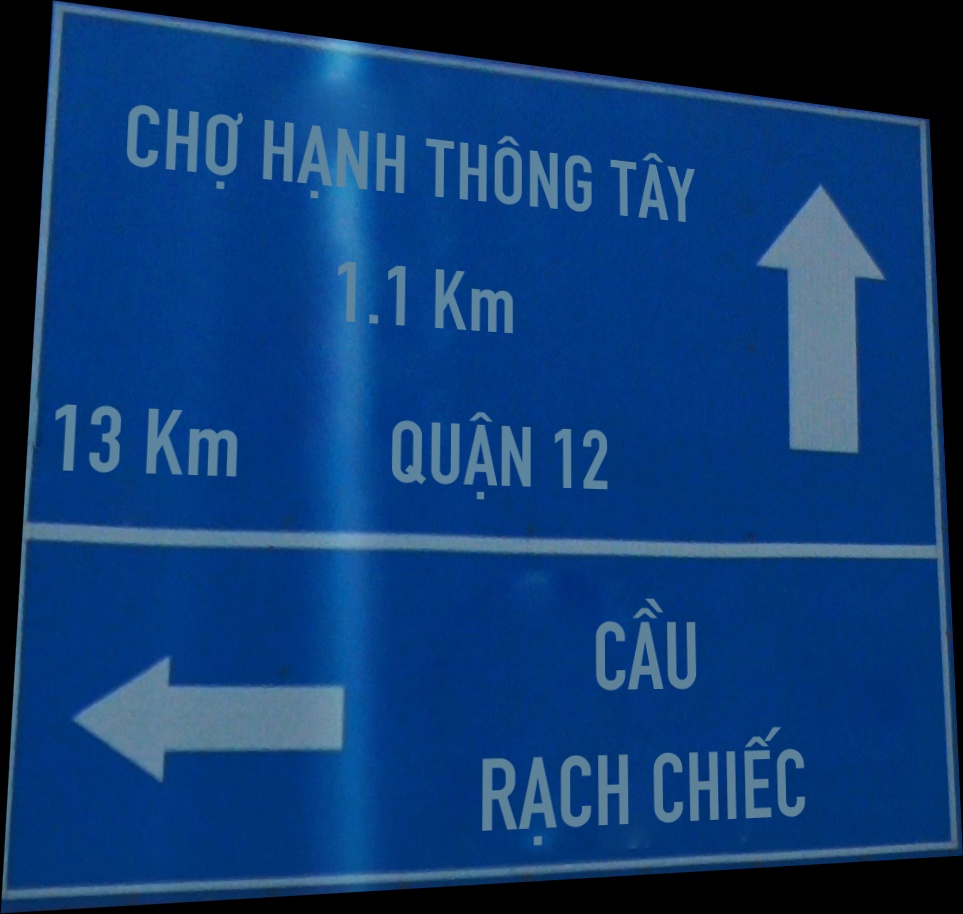 CHỢ HẠNH THÔNG TÂY
1.1 Km
13 Km QUẬN 12
CẦU
RẠCH CHIẾC